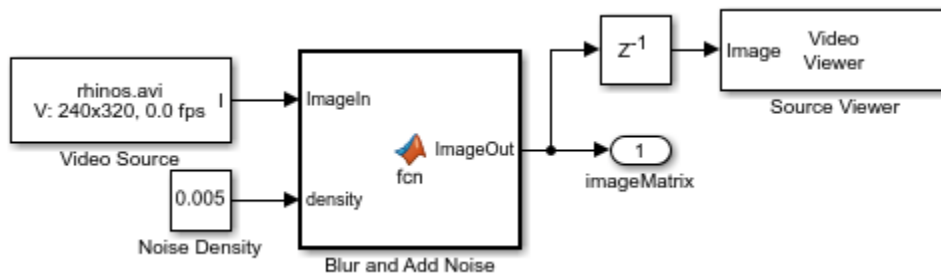 rhinos.avi
V: 240x320, 0.0 fps
I
Video Source
0.005
Noise Density
ImageIn
density
fcn
ImageOut
Blur and Add Noise
Z-1
1
imageMatrix
Image
Video
Viewer
Source Viewer